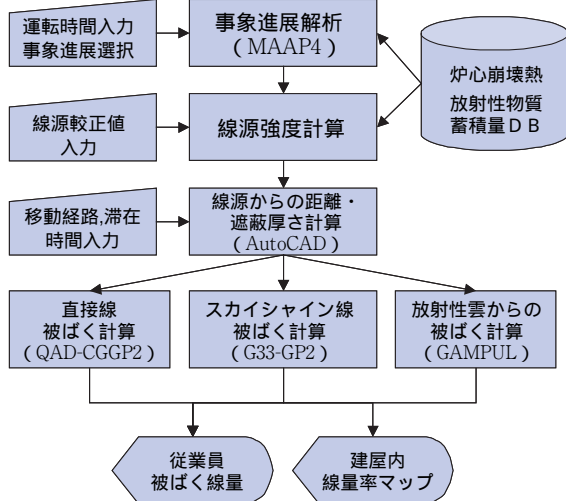 運転時間入力
事象進展選択
事象進展解析
(MAAP4)
炉心崩壊熱
放射性物質
蓄積量DB
線源較正値
入力
線源強度計算
移動経路,滞在
時間入力
線源からの距離・
遮蔽厚さ計算
(AutoCAD)
直接線
被ばく計算
(QAD-CGGP2)
スカイシャイン線
被ばく計算
(G33-GP2)
放射性雲からの
被ばく計算
(GAMPUL)
従業員
被ばく線量
建屋内
線量率マップ